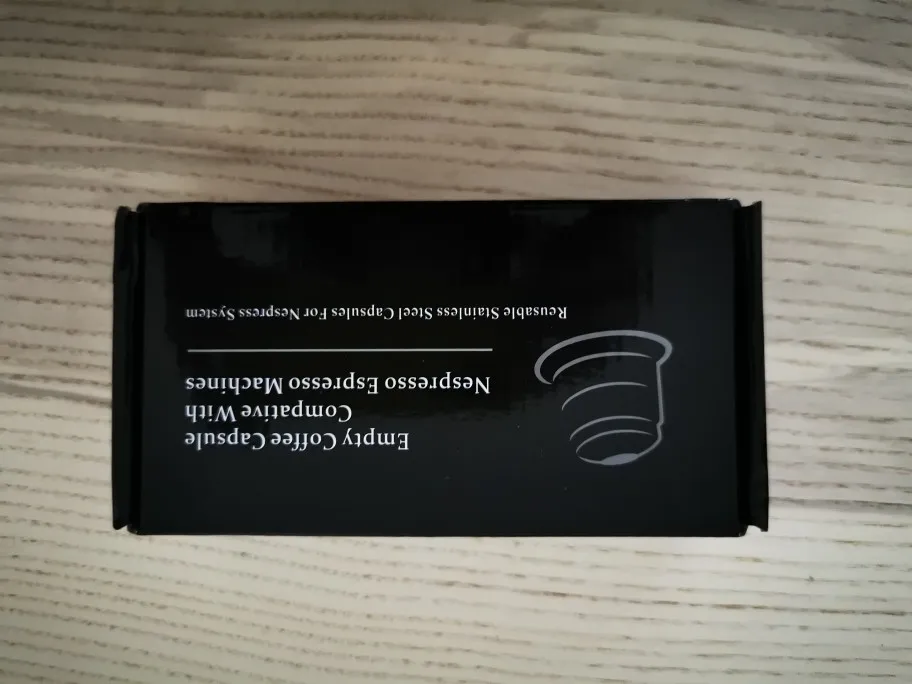 Empty Coffee Capsule
Compative With
Nespresso Espresso Machines
Reusable Stainless Steel Capsules For Nespress System